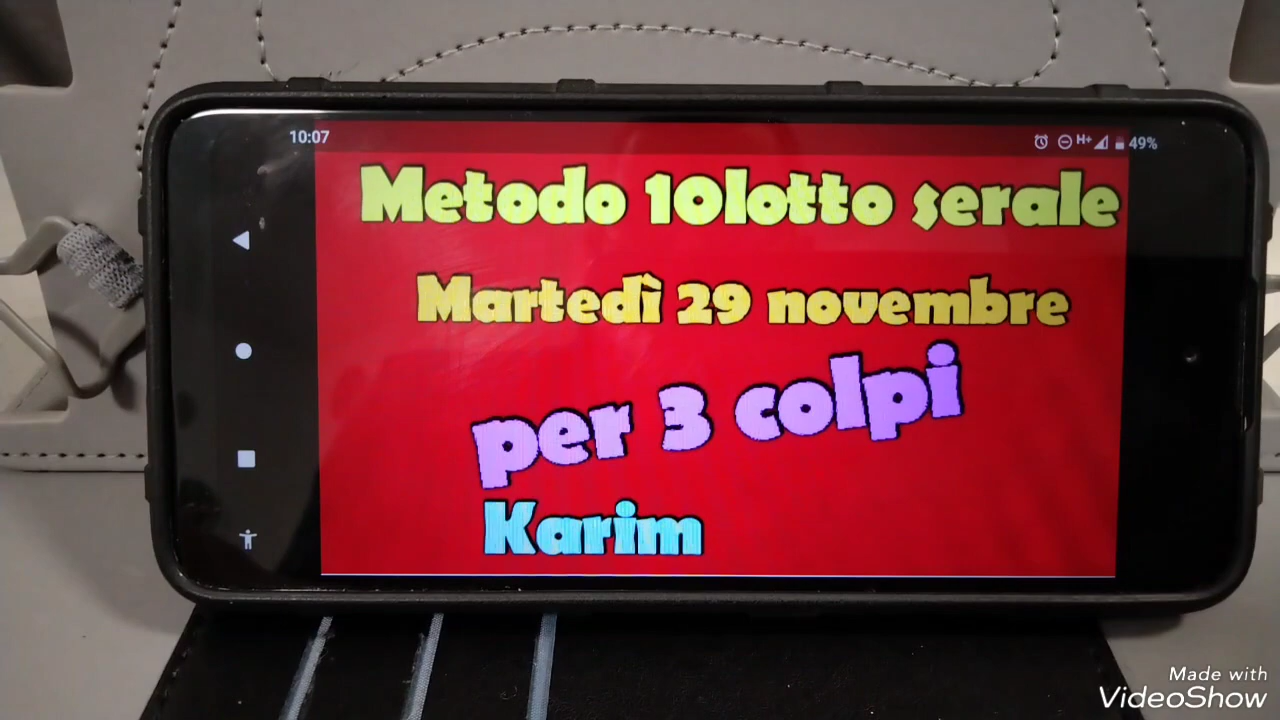 10:07
H+
49%
Metodo 10lotto serale
Martedì 29 novembre
per 3 colpi
Karim
Made with
VideoShow